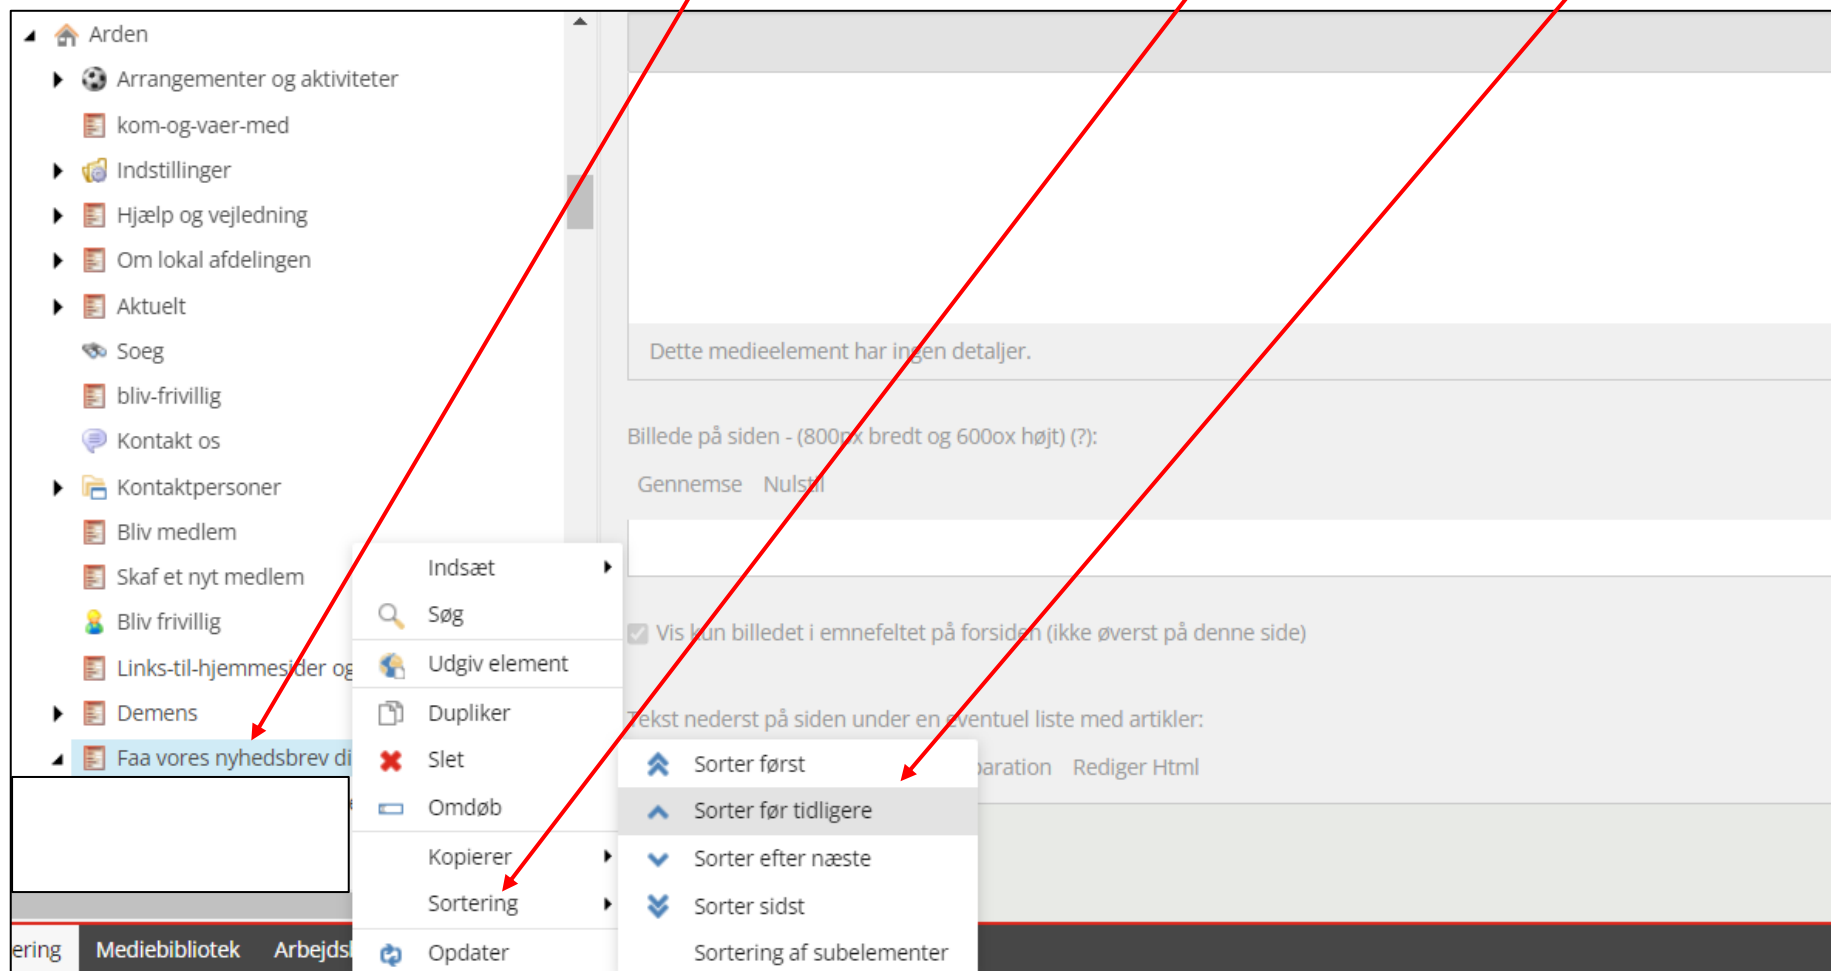 Arden
Arrangementer og aktiviteter
kom-og-vaer-med
Indstillinger
Hjælp og vejledning
Om lokal afdelingen
Aktuelt
Soeg
bliv-frivillig
Kontakt os
Kontaktpersoner
Bliv medlem
Skaf et nyt medlem
Bliv frivillig
Links-til-hjemmesider og
Demens
Faa vores nyhedsbrev di
Dette medieelement har ingen detaljer.
Billede på siden - (800px bredt og 600ox højt) (?):
Gennemse Nulstil
Vis kun billedet i emnefeltet på forsiden (ikke øverst på denne side)
Tekst nederst på siden under en eventuel liste med artikler:
paration Rediger Html
Indsæt
Søg
Udgiv element
Dupliker
Slet
Omdøb
Kopierer
Sortering
Opdater
Sorter først
Sorter før tidligere
Sorter efter næste
Sorter sidst
Sortering af subelementer
ering Mediebibliotek Arbejds